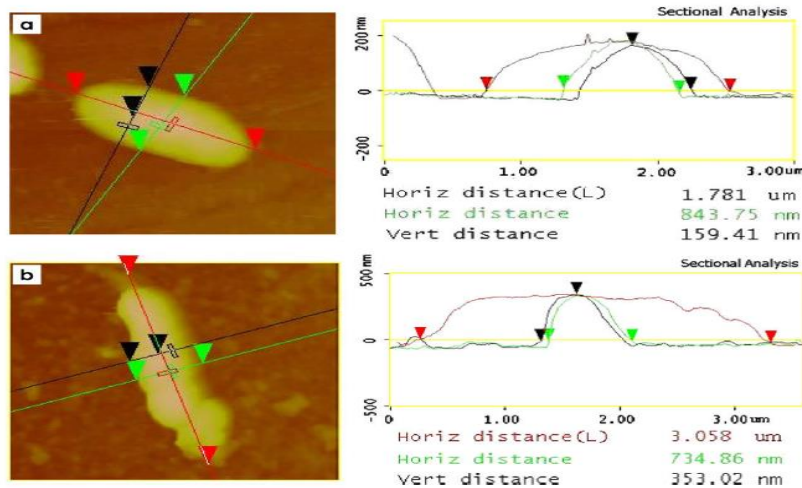 a
Sectional Analysis
200
nm
0
-200
0
1.00
2.00
3.00um
Horiz distance(L) 1.781 um
Horiz distance 843.75 nm
Vert distance 159.41 nm
b
Sectional Analysis
500
nm
0
-500
0
1.00
2.00
3.00
um
Horiz distance(L) 3.058 um
Horiz distance 734.86 nm
Vert distance 353.02 nm